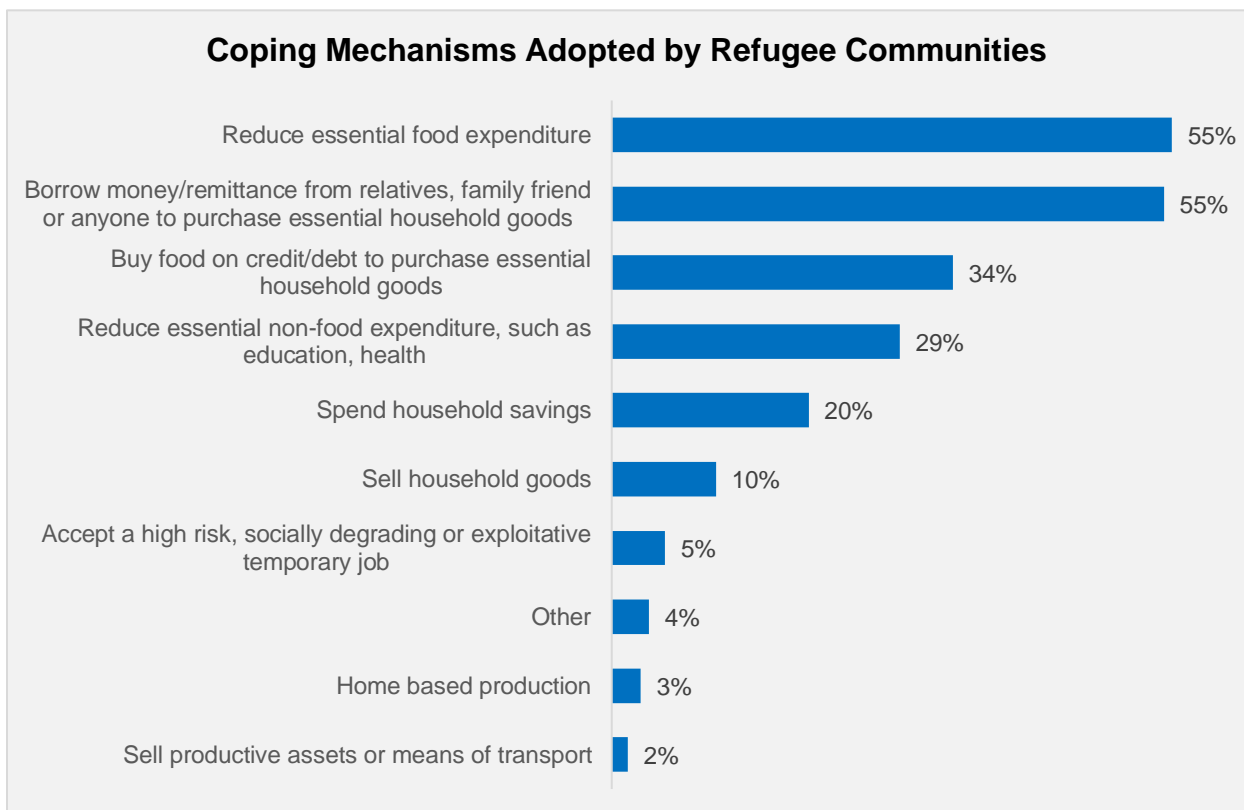 Coping Mechanisms Adopted by Refugee Communities
Reduce essential food expenditure
55%
Borrow money/remittance from relatives, family friend
or anyone to purchase essential household goods
55%
Buy food on credit/debt to purchase essential
household goods
34%
Reduce essential non-food expenditure, such as
education, health
29%
Spend household savings
20%
Sell household goods
10%
Accept a high risk, socially degrading or exploitative
temporary job
5%
Other
4%
Home based production
3%
Sell productive assets or means of transport
2%